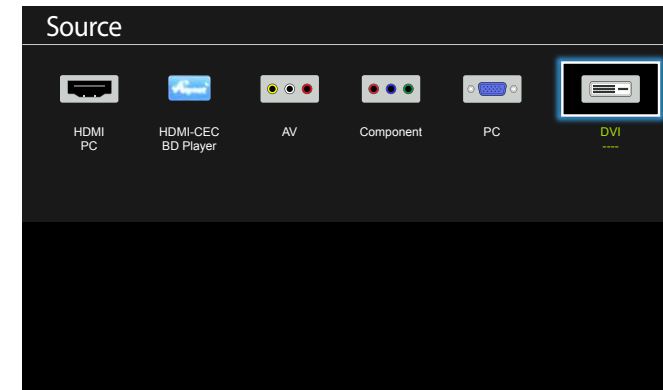 Source
HDMI
PC
HDMI-CEC
BD Player
AV
Component
PC
DVI
----